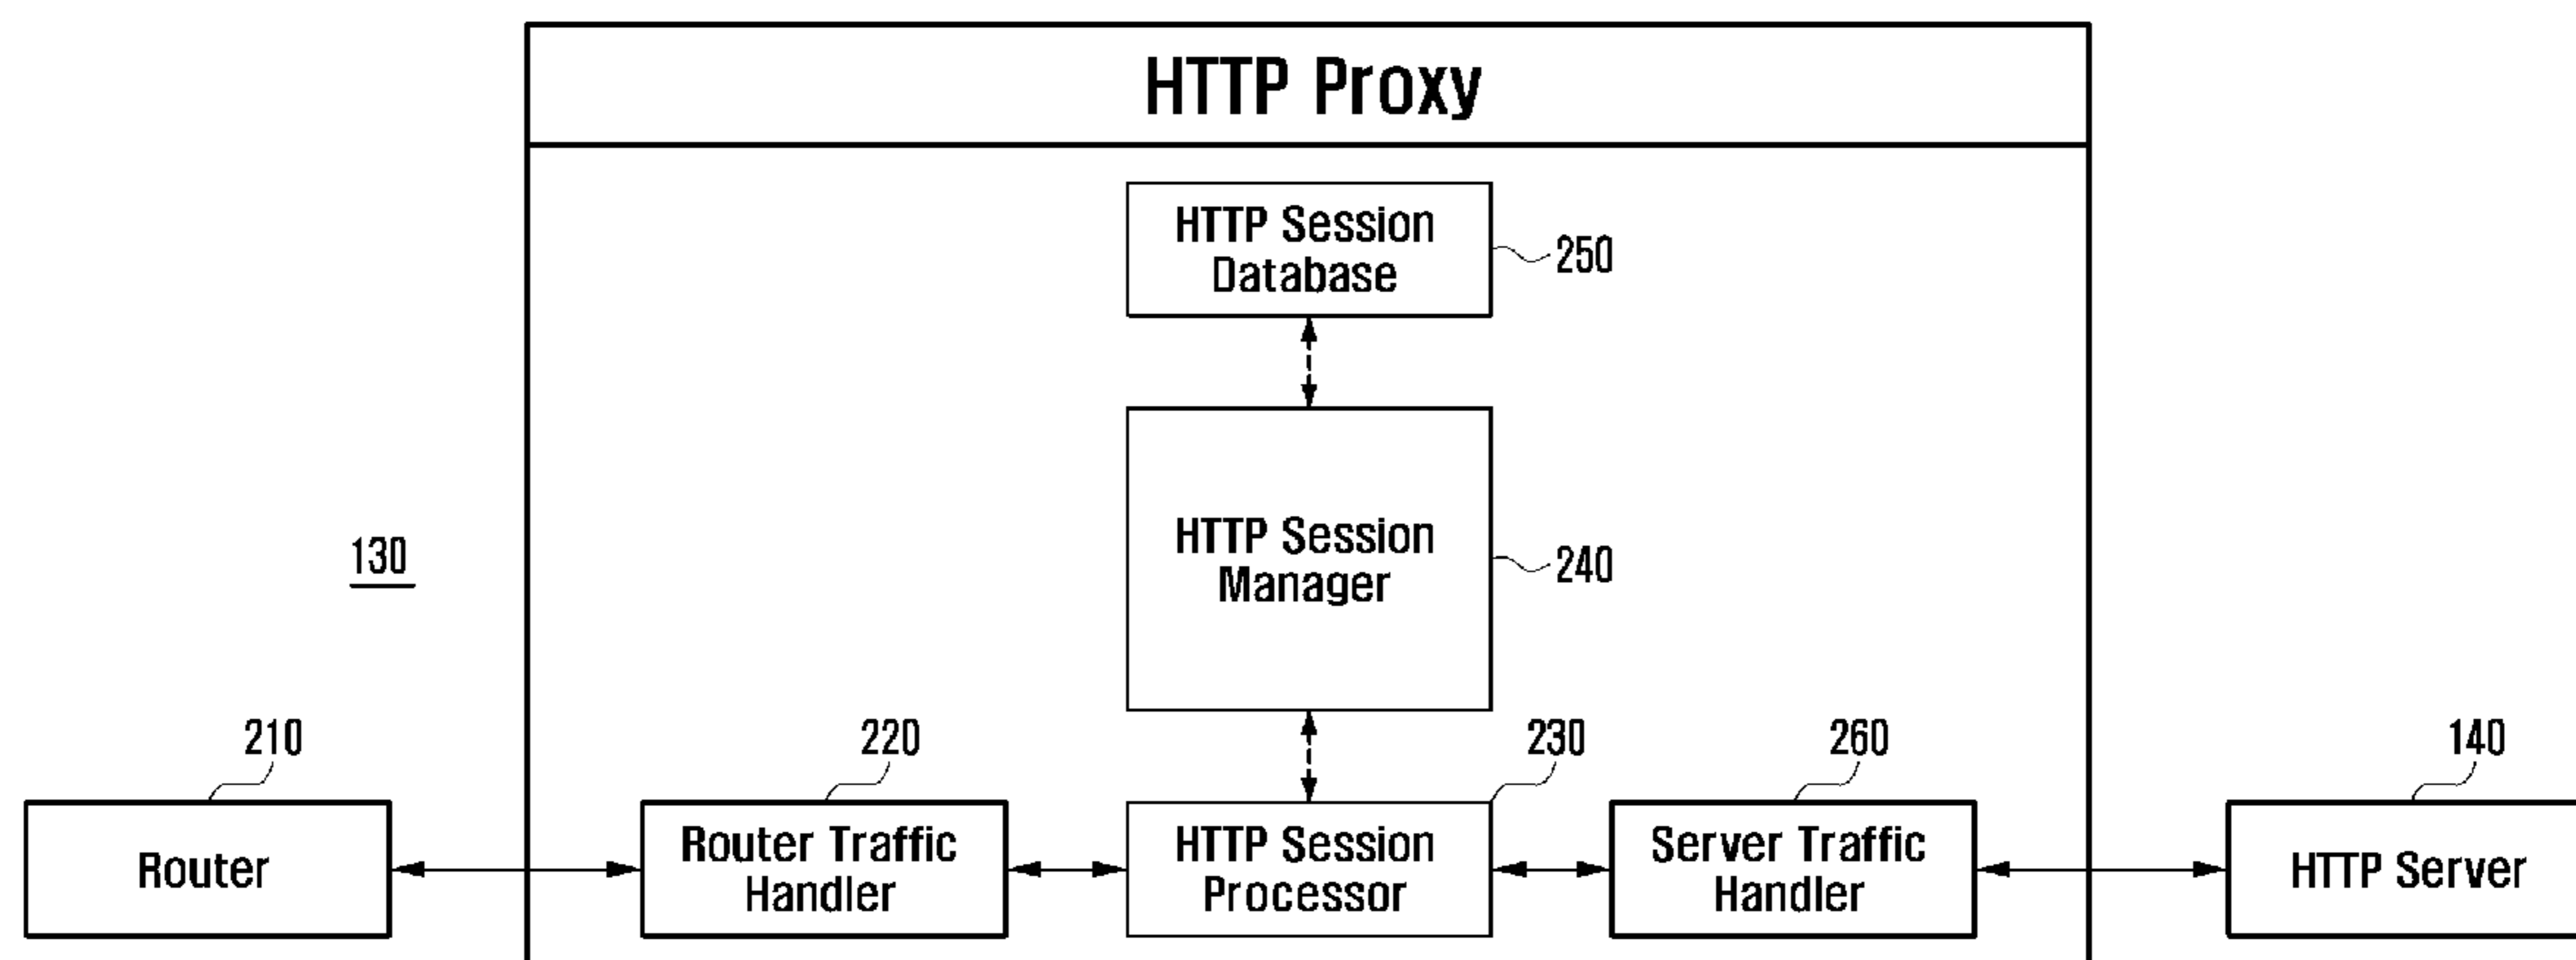 HTTP Proxy
HTTP Session
Database
250
HTTP Session
Manager
240
130
210
220
230
260
140
Router
Router Traffic
Handler
HTTP Session
Processor
Server Traffic
Handler
HTTP Server